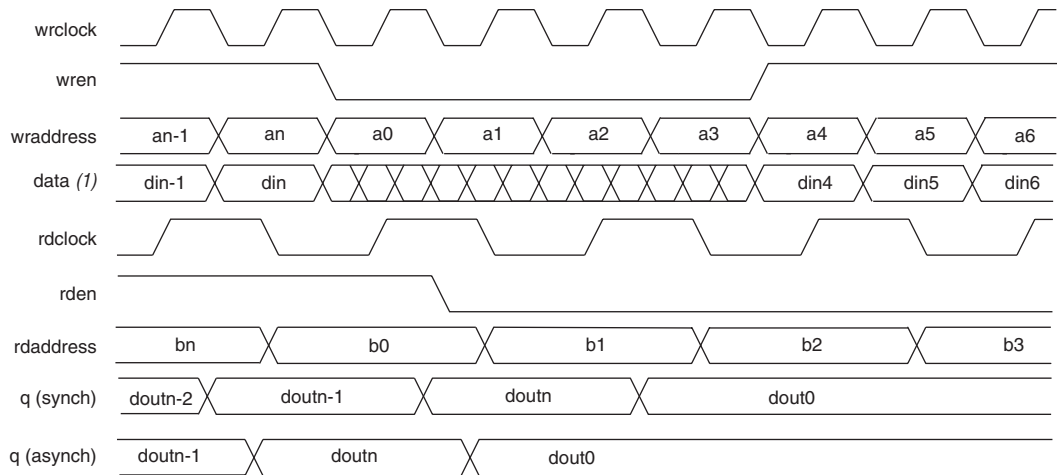 wrclock
wren
wraddress an-1 an a0 a1 a2 a3 a4 a5 a6
data (1) din-1 din din4 din5 din6
rdclock
rden
rdaddress bn b0 b1 b2 b3
q (synch) doutn-2 doutn-1 doutn dout0
q (asynch) doutn-1 doutn dout0